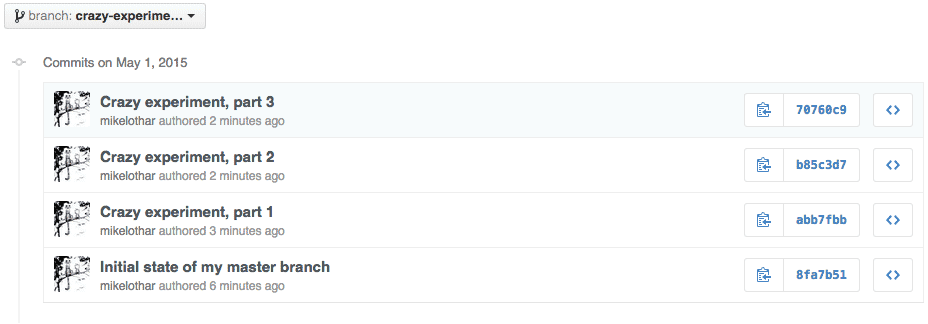 branch: crazy-experime...
Commits on May 1, 2015
Crazy experiment, part 3
mikelothar authored 2 minutes ago
70760c9
Crazy experiment, part 2
mikelothar authored 2 minutes ago
b85c3d7
Crazy experiment, part 1
mikelothar authored 3 minutes ago
abb7fbb
Initial state of my master branch
mikelothar authored 6 minutes ago
8fa7b51